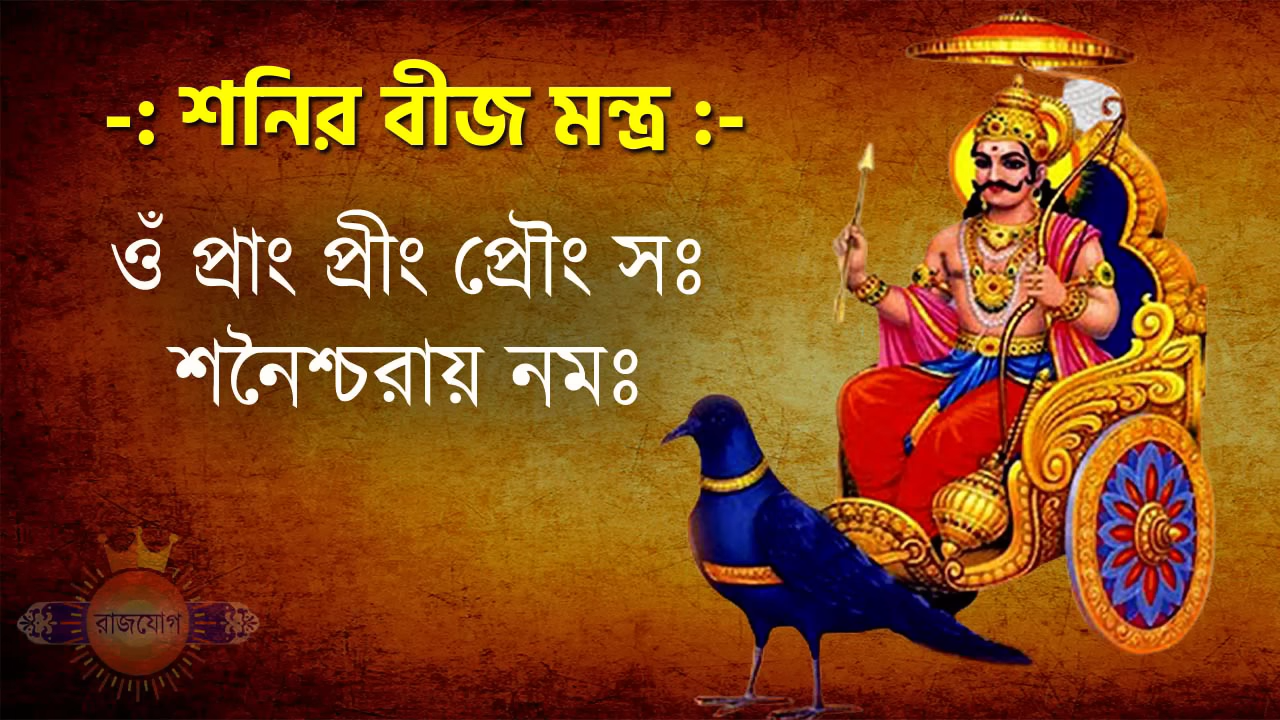 -: শনির বীজ মন্ত্র :-
ওঁ প্রাং প্রীং প্রৌং সঃ
শনৈশ্চরায় নমঃ
রাজযোগ